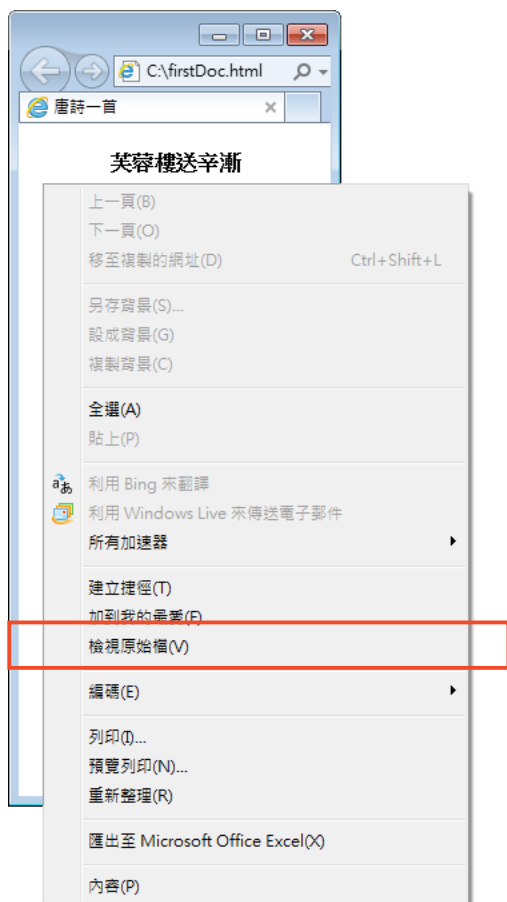 C:\firstDoc.html
唐詩一首
芙蓉樓送辛漸
上一頁(B)
下一頁(O)
移至複製的網址(D) Ctrl+Shift+L
另存背景(S)...
設成背景(G)
複製背景(C)
全選(A)
貼上(P)
利用 Bing 來翻譯
利用 Windows Live 來傳送電子郵件
所有加速器
建立捷徑(T)
加到我的最愛(F)
檢視原始檔(V)
編碼(E)
列印(I)...
預覽列印(N)...
重新整理(R)
匯出至 Microsoft Office Excel(X)
內容(P)